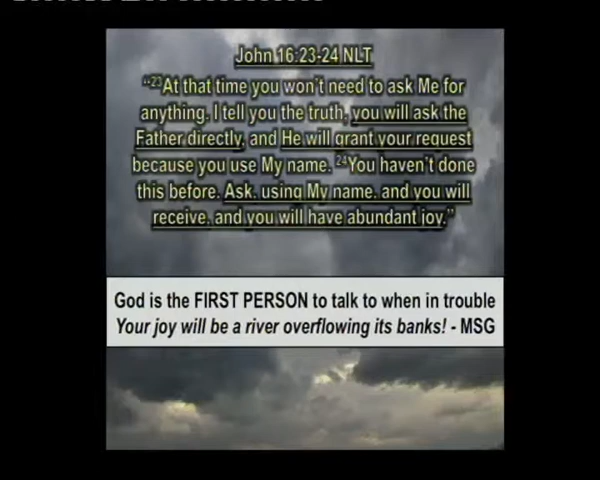 John 16:23-24 NLT
“²³At that time you won't need to ask Me for
anything. I tell you the truth, you will ask the
Father directly, and He will grant your request
because you use My name. ²⁴You haven't done
this before. Ask, using My name, and you will
receive, and you will have abundant joy.”
God is the FIRST PERSON to talk to when in trouble
Your joy will be a river overflowing its banks! - MSG